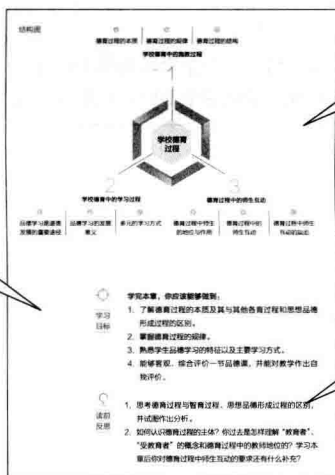 结构图
德育过程的本质 德育过程的规律 德育过程的结构
学校德育中的施教过程
1
学校德育
过程
2
3
学校德育中的学习过程
德育过程中的师生互动
品德学习是道德
发展的重要途径
品德学习的发展
意义
多元的学习方式
德育过程中师生
的地位与作用
德育过程中的
师生互动
德育过程中师生
互动的
学完本章，你应该能够做到：
学习
目标
1. 了解德育过程的本质及其与其他各育过程和思想品德
形成过程的区别。
2. 掌握德育过程的规律。
3. 熟悉学生品德学习的特征以及主要学习方式。
4. 能够客观、综合评价一节品德课，并能对教学作出自
我评价。
读前
反思
1. 思考德育过程与智育过程、思想品德形成过程的区别，
并试图作出分析。
2. 如何认识德育过程的主体？你过去是怎样理解“教育者”、
“受教育者”的概念和德育过程中的教师地位的？学习本
章后你对德育过程中师生互动的要求还有什么补充？